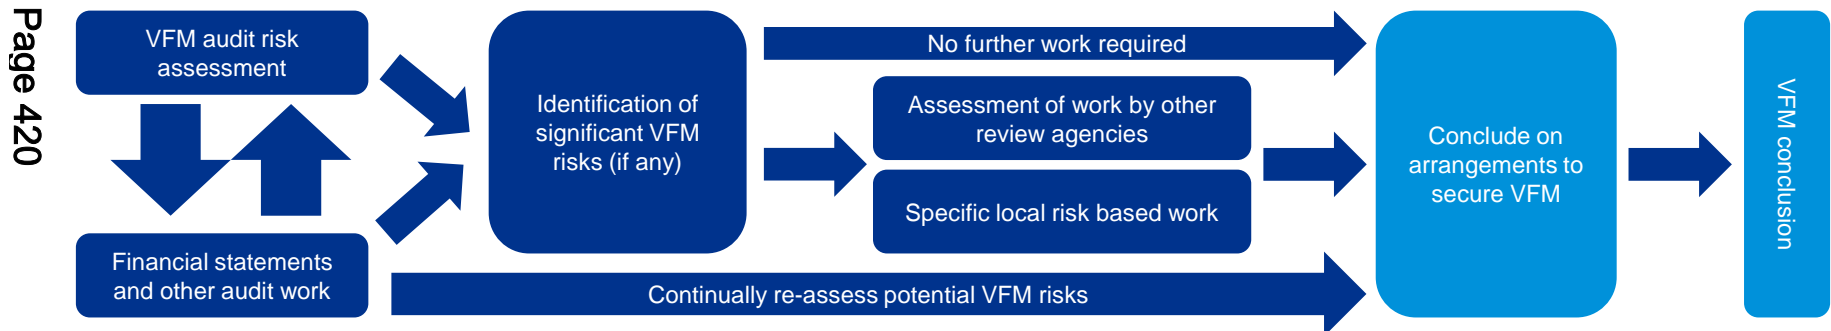 Page 420
VFM audit risk
assessment
Financial statements
and other audit work
Identification of
significant VFM
risks (if any)
No further work required
Assessment of work by other
review agencies
Specific local risk based work
Continually re-assess potential VFM risks
Conclude on
arrangements to
secure VFM
VFM conclusion